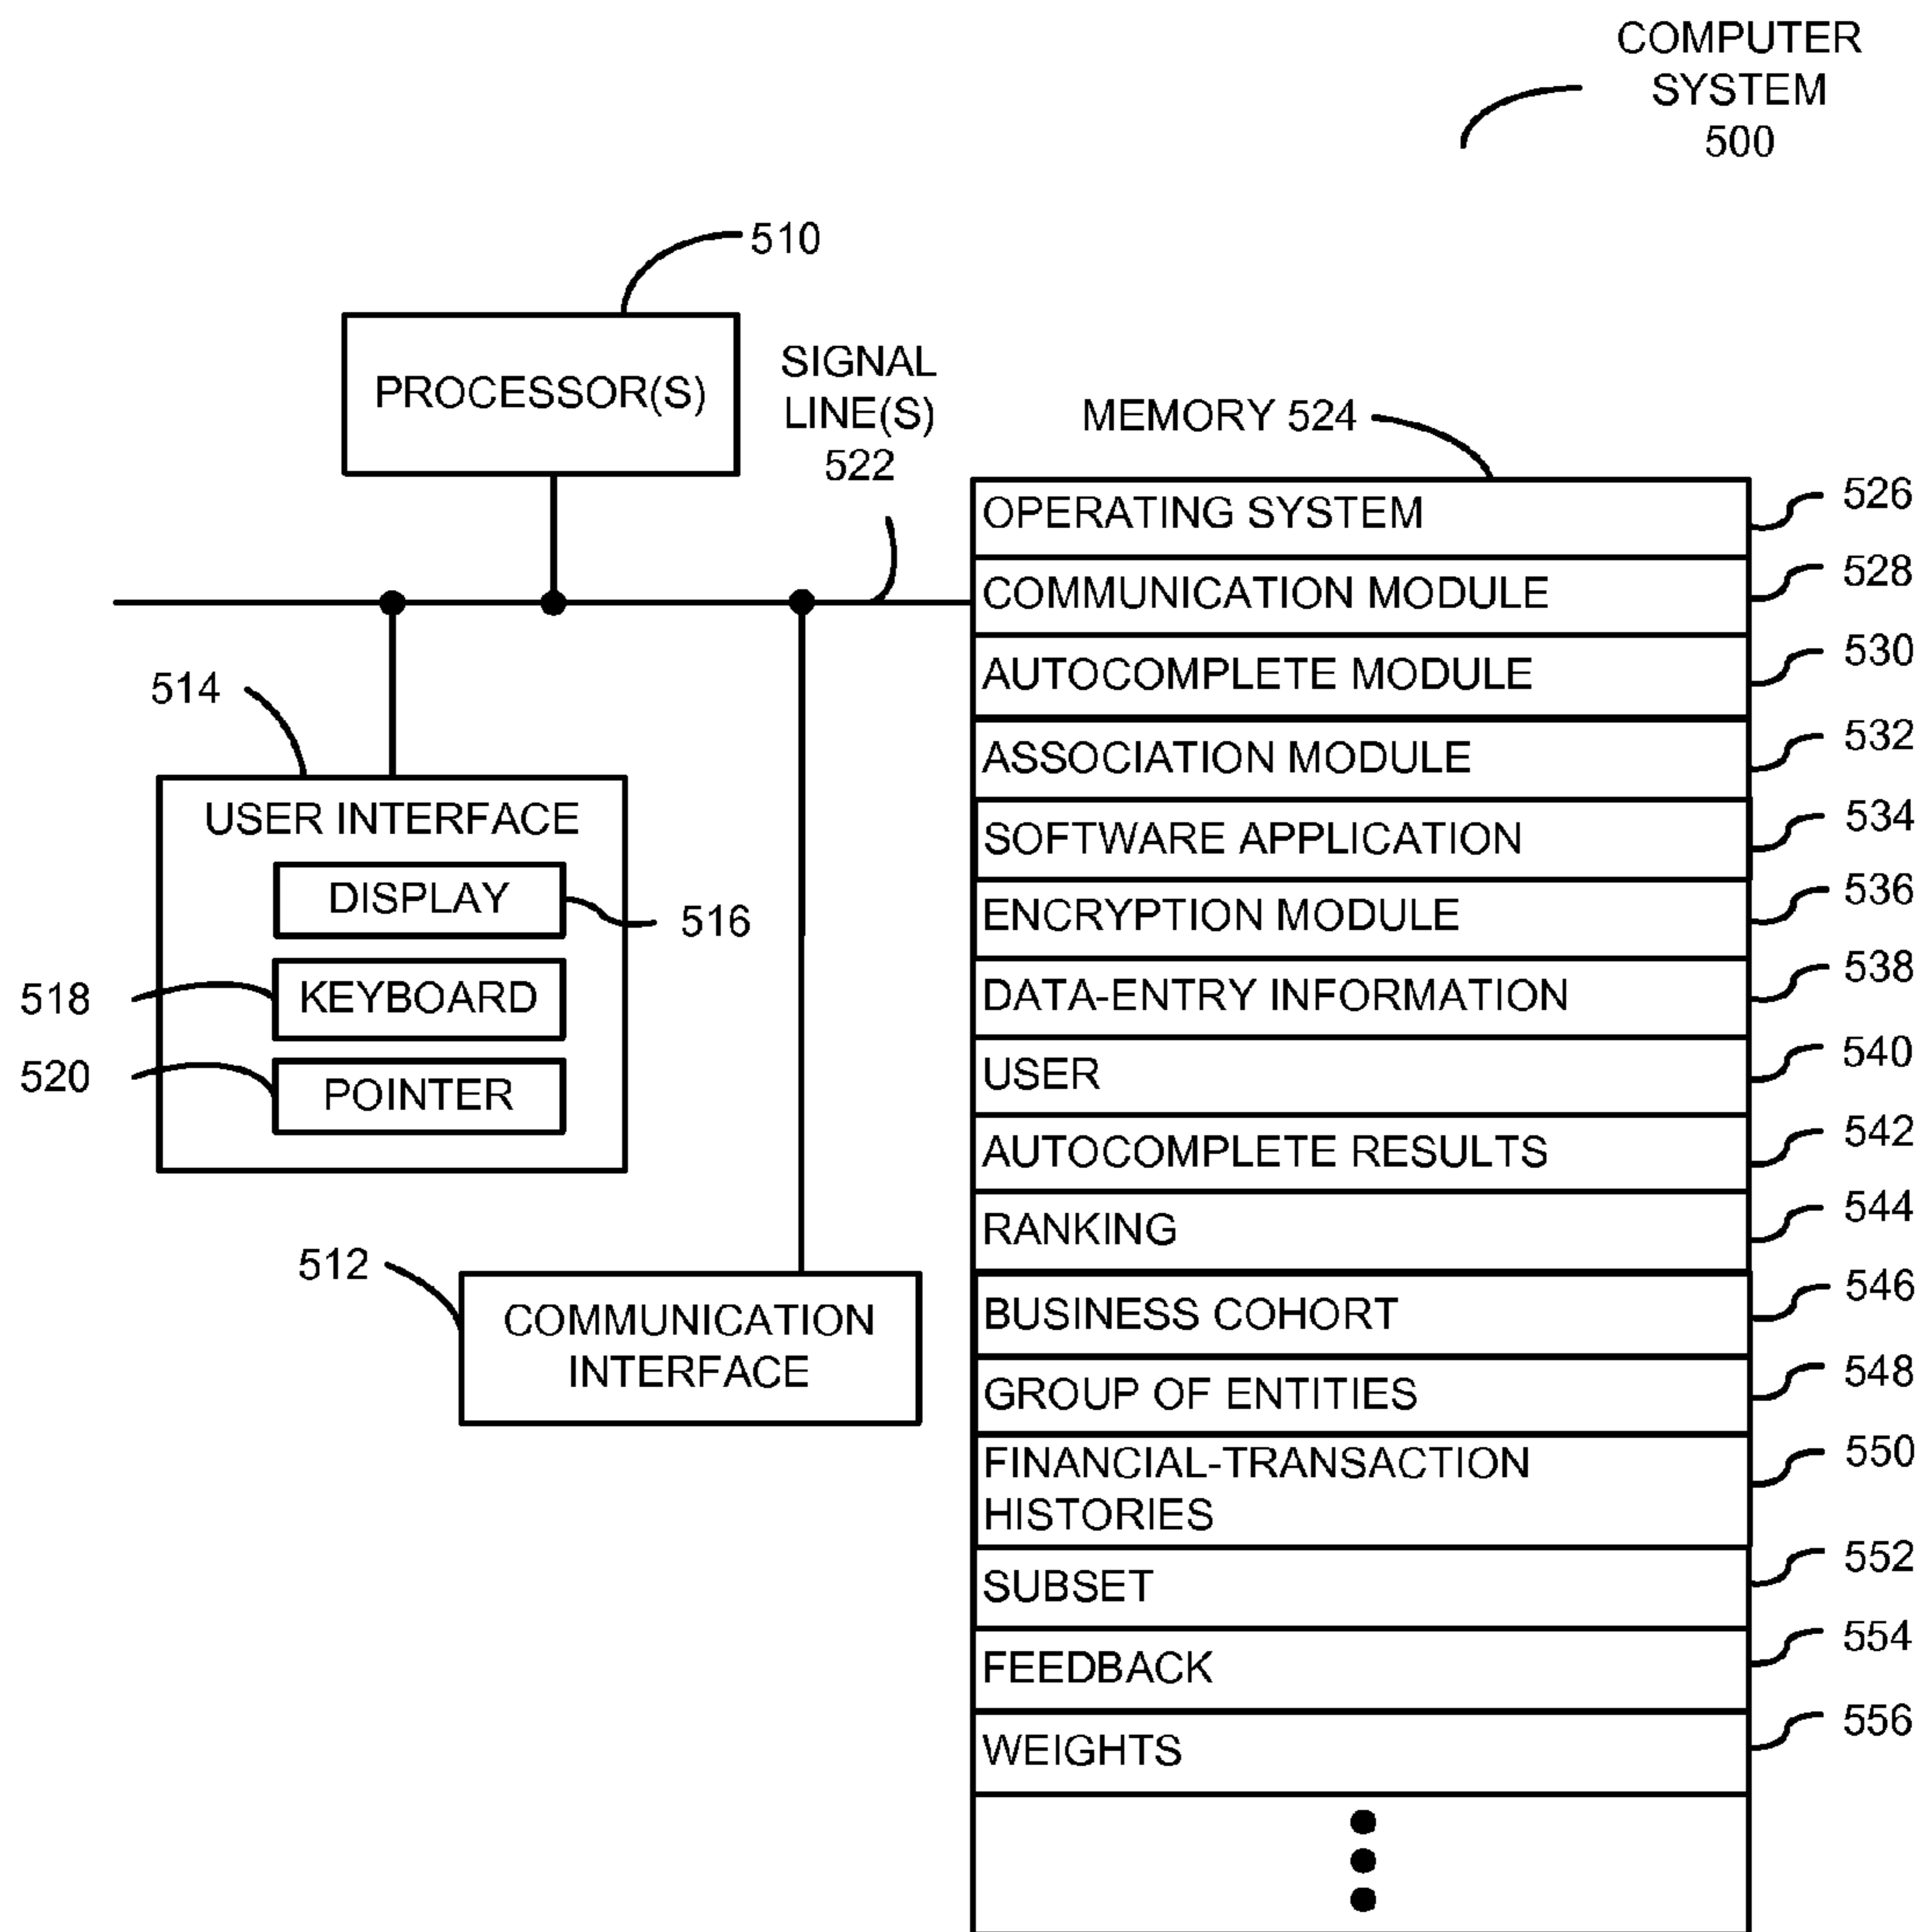 COMPUTER
SYSTEM
500
510
PROCESSOR(S)
SIGNAL
LINE(S)
522
MEMORY 524
OPERATING SYSTEM
526
COMMUNICATION MODULE
528
AUTOCOMPLETE MODULE
530
ASSOCIATION MODULE
532
SOFTWARE APPLICATION
534
ENCRYPTION MODULE
536
DATA-ENTRY INFORMATION
538
USER
540
AUTOCOMPLETE RESULTS
542
RANKING
544
BUSINESS COHORT
546
GROUP OF ENTITIES
548
FINANCIAL-TRANSACTION
HISTORIES
550
SUBSET
552
FEEDBACK
554
WEIGHTS
556
514
USER INTERFACE
DISPLAY
516
518
KEYBOARD
520
POINTER
512
COMMUNICATION
INTERFACE